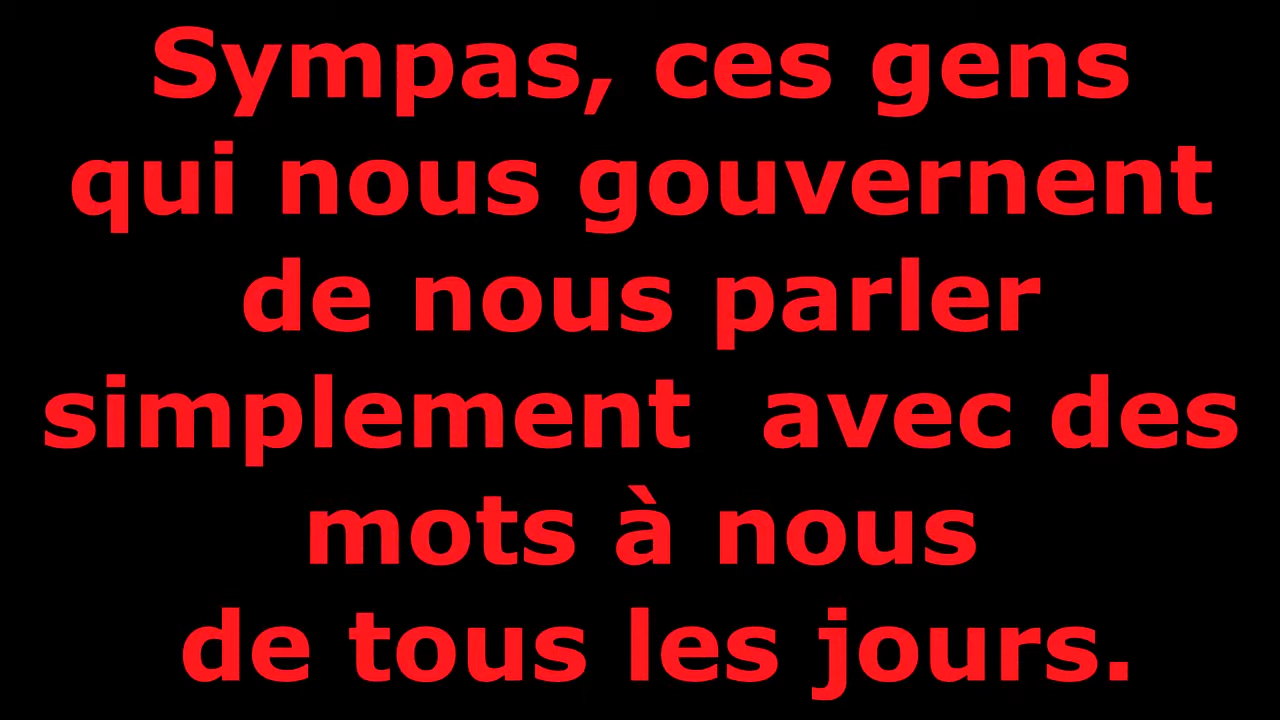 Sympas, ces gens
qui nous gouvernent
de nous parler
simplement  avec des
mots à nous
de tous les jours.